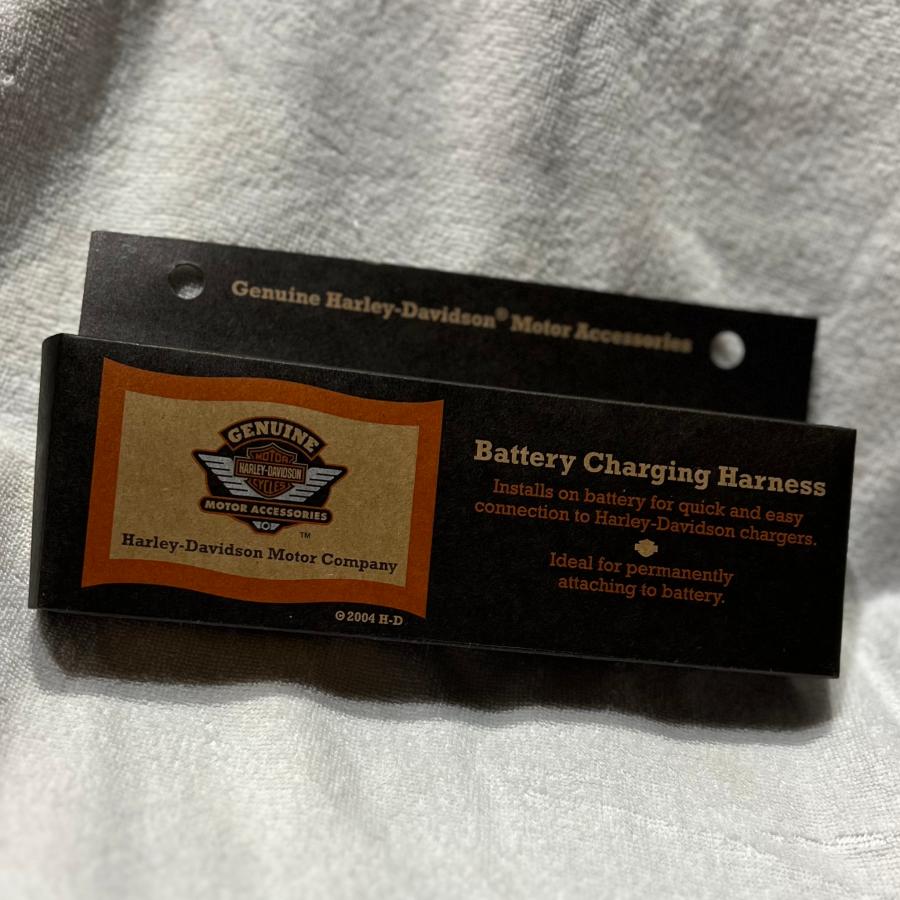 Genuine Harley-Davidson® Motor Accessories
GENUINE
MOTOR
HARLEY-DAVIDSON
CYCLES
MOTOR ACCESSORIES
TM
Harley-Davidson Motor Company
©2004 H-D
Battery Charging Harness
Installs on battery for quick and easy
connection to Harley-Davidson chargers.
Ideal for permanently
attaching to battery.